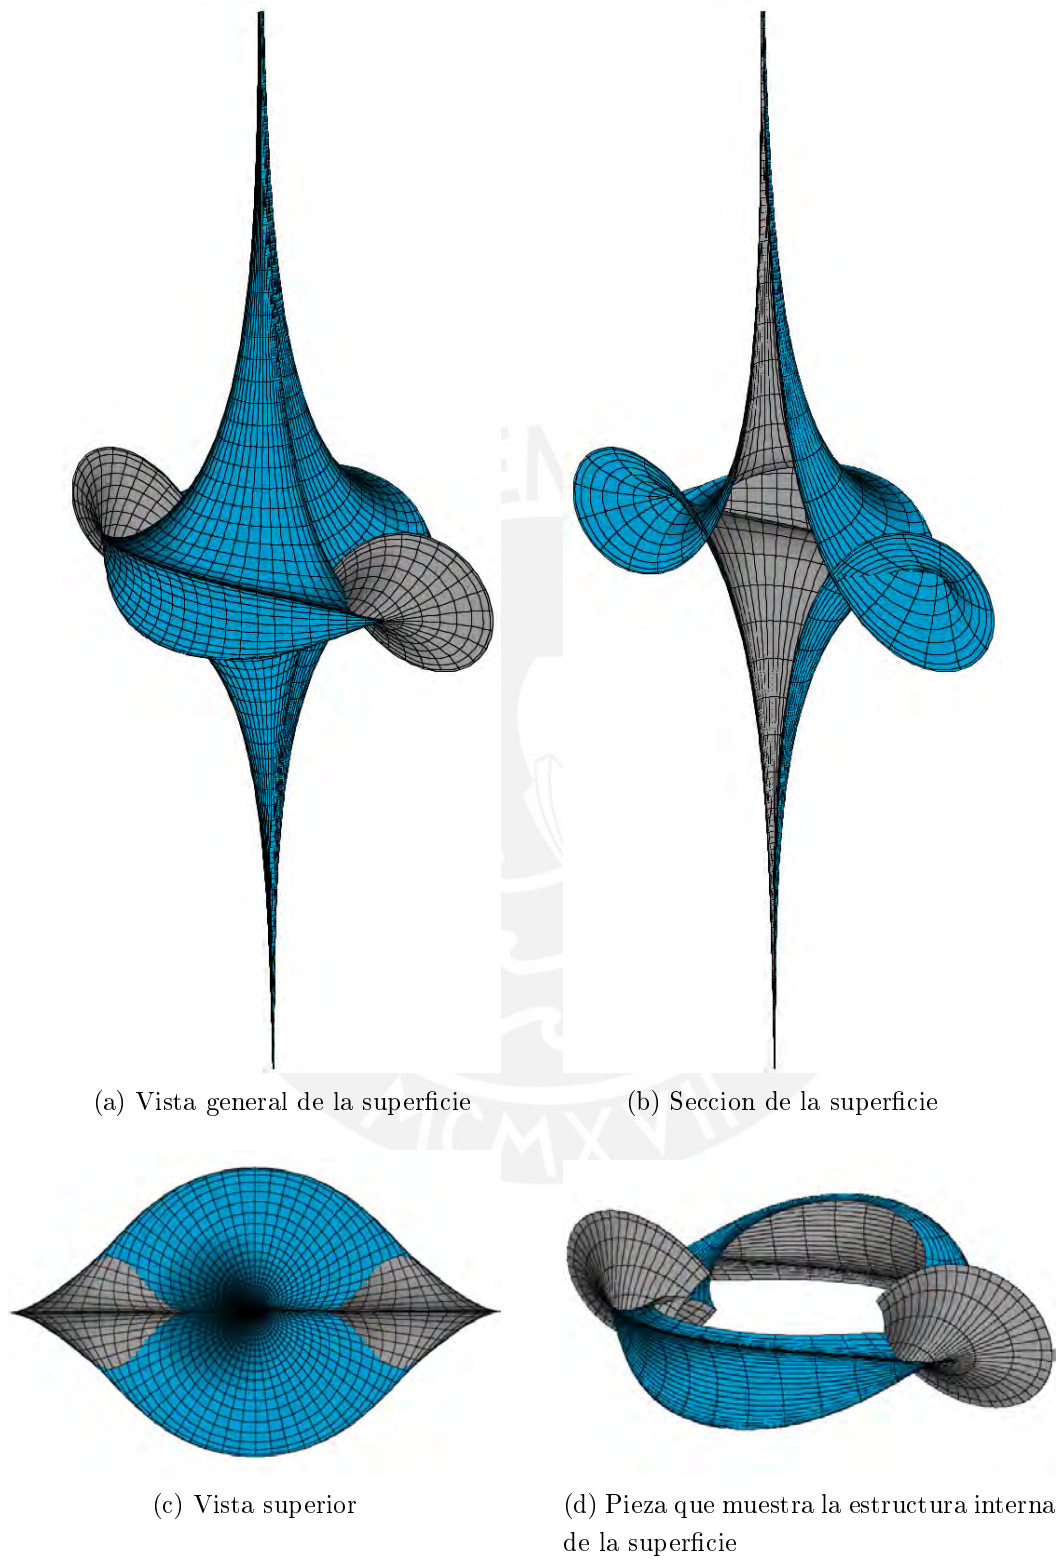 (a) Vista general de la superficie
(b) Seccion de la superficie
MCMXVII
(c) Vista superior
(d) Pieza que muestra la estructura interna
de la superficie